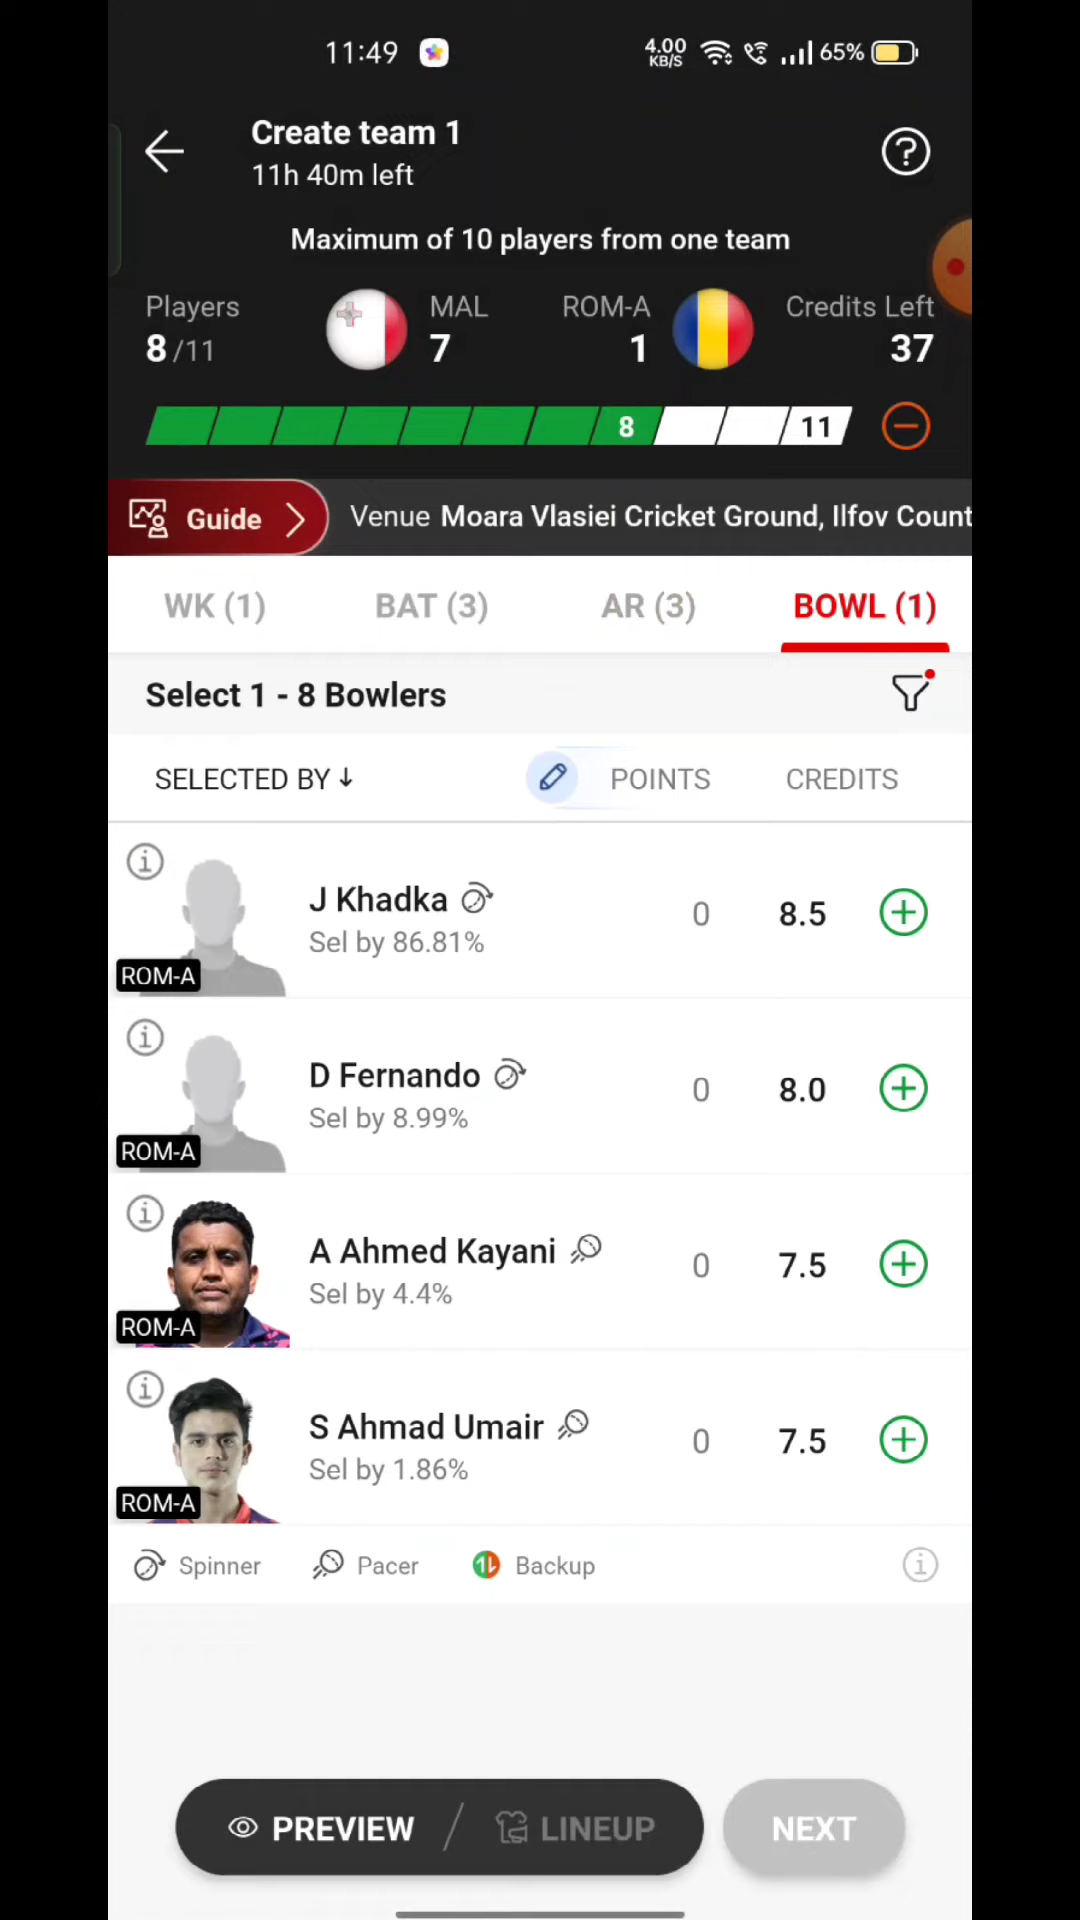 11:49
4.00 KB/S
65%
Create team 1
11h 40m left
Maximum of 10 players from one team
Players
8/11
MAL
7
ROM-A
1
Credits Left
37
8
11
Guide
Venue Moara Vlasiei Cricket Ground, Ilfov Count
WK (1)
BAT (3)
AR (3)
BOWL (1)
Select 1 - 8 Bowlers
SELECTED BY ↓
POINTS
CREDITS
J Khadka
Sel by 86.81%
ROM-A
0
8.5
D Fernando
Sel by 8.99%
ROM-A
0
8.0
A Ahmed Kayani
Sel by 4.4%
ROM-A
0
7.5
S Ahmad Umair
Sel by 1.86%
ROM-A
0
7.5
Spinner
Pacer
Backup
PREVIEW / LINEUP
NEXT